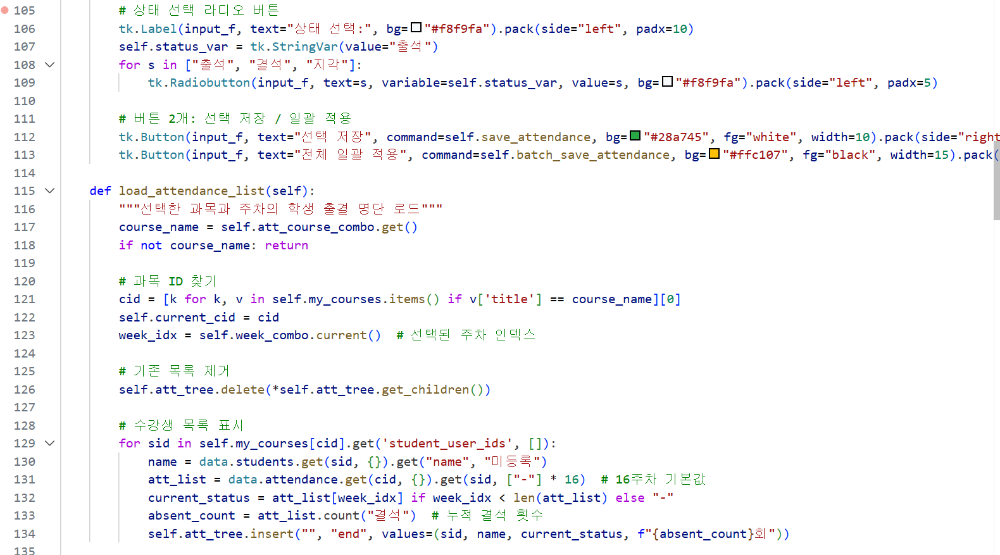 105 # 상태 선택 라디오 버튼
106 tk.Label(input_f, text="상태 선택:", bg="#f8f9fa").pack(side="left", padx=10)
107 self.status_var = tk.StringVar(value="출석")
108 for s in ["출석", "결석", "지각"]:
109 tk.Radiobutton(input_f, text=s, variable=self.status_var, value=s, bg="#f8f9fa").pack(side="left", padx=5)
110
111 # 버튼 2개: 선택 저장 / 일괄 적용
112 tk.Button(input_f, text="선택 저장", command=self.save_attendance, bg="#28a745", fg="white", width=10).pack(side="right
113 tk.Button(input_f, text="전체 일괄 적용", command=self.batch_save_attendance, bg="#ffc107", fg="black", width=15).pack(
114
115 def load_attendance_list(self):
116 """선택한 과목과 주차의 학생 출결 명단 로드"""
117 course_name = self.att_course_combo.get()
118 if not course_name: return
119
120 # 과목 ID 찾기
121 cid = [k for k, v in self.my_courses.items() if v['title'] == course_name][0]
122 self.current_cid = cid
123 week_idx = self.week_combo.current()  # 선택된 주차 인덱스
124
125 # 기존 목록 제거
126 self.att_tree.delete(*self.att_tree.get_children())
127
128 # 수강생 목록 표시
129 for sid in self.my_courses[cid].get('student_user_ids', []):
130 name = data.students.get(sid, {}).get("name", "미등록")
131 att_list = data.attendance.get(cid, {}).get(sid, ["-"] * 16)  # 16주차 기본값
132 current_status = att_list[week_idx] if week_idx < len(att_list) else "-"
133 absent_count = att_list.count("결석")  # 누적 결석 횟수
134 self.att_tree.insert("", "end", values=(sid, name, current_status, f"{absent_count}회"))
135